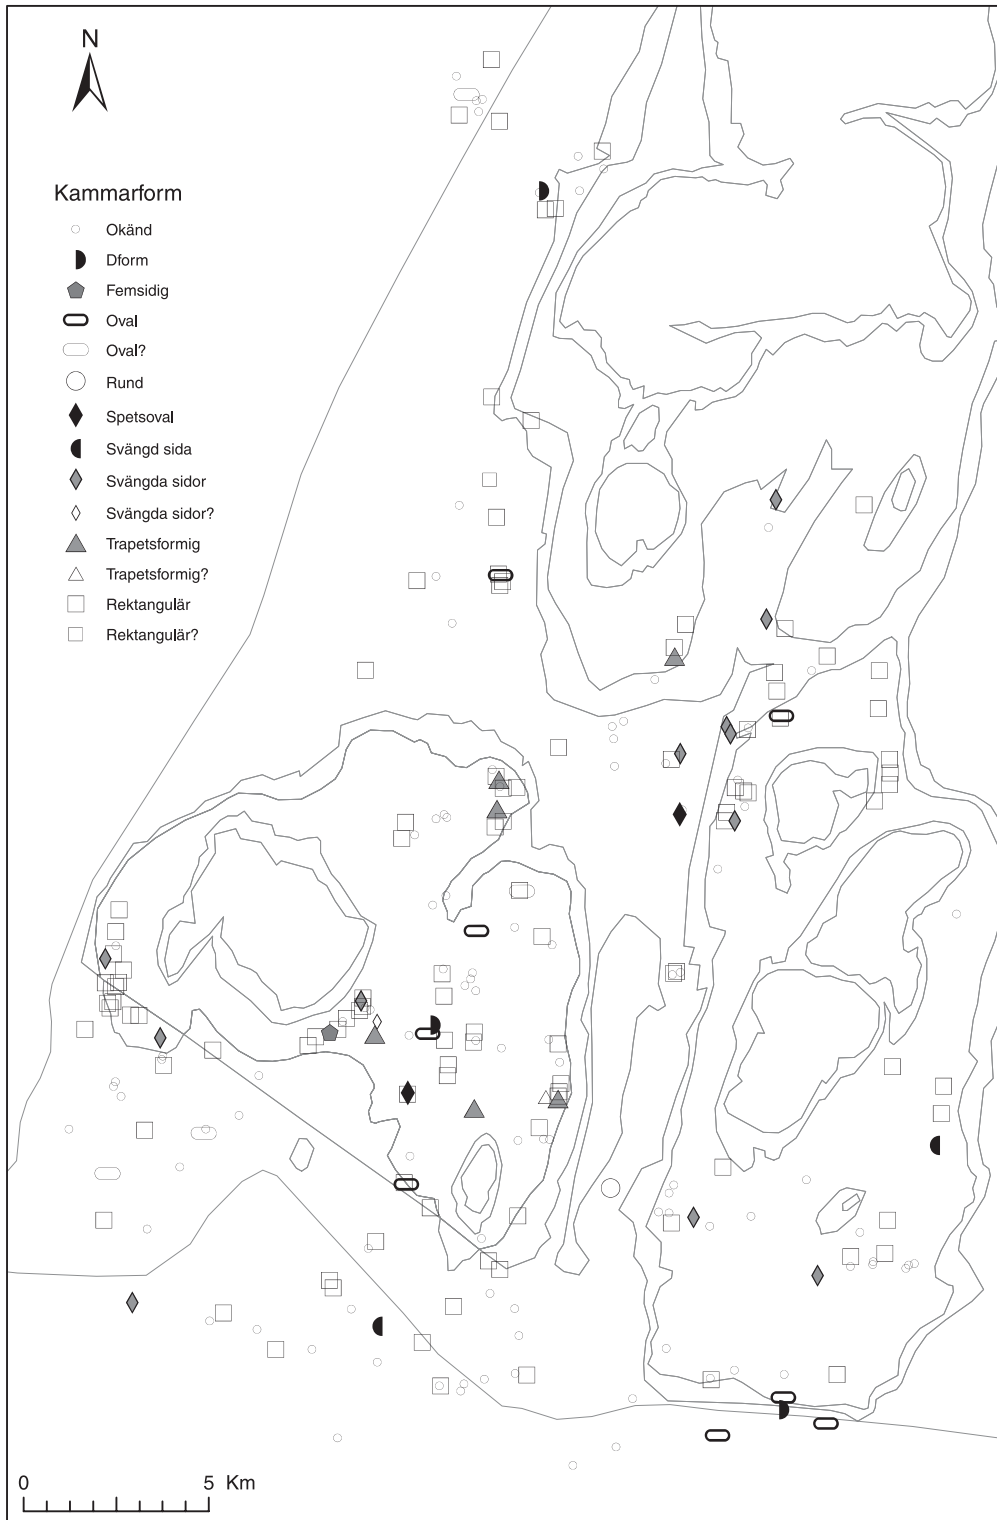 N
Kammarform
Okänd
Dform
Femsidig
Oval
Oval?
Rund
Spetsoval
Svängd sida
Svängda sidor
Svängda sidor?
Trapetsformig
Trapetsformig?
Rektangulär
Rektangulär?
0 5 Km